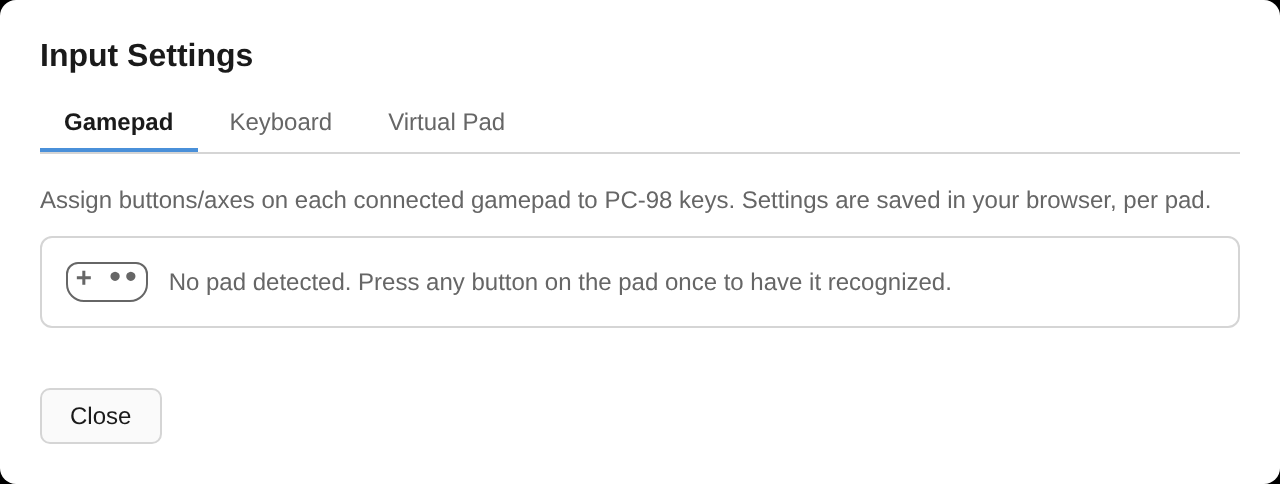 Input Settings
Gamepad Keyboard Virtual Pad
Assign buttons/axes on each connected gamepad to PC-98 keys. Settings are saved in your browser, per pad.
No pad detected. Press any button on the pad once to have it recognized.
Close